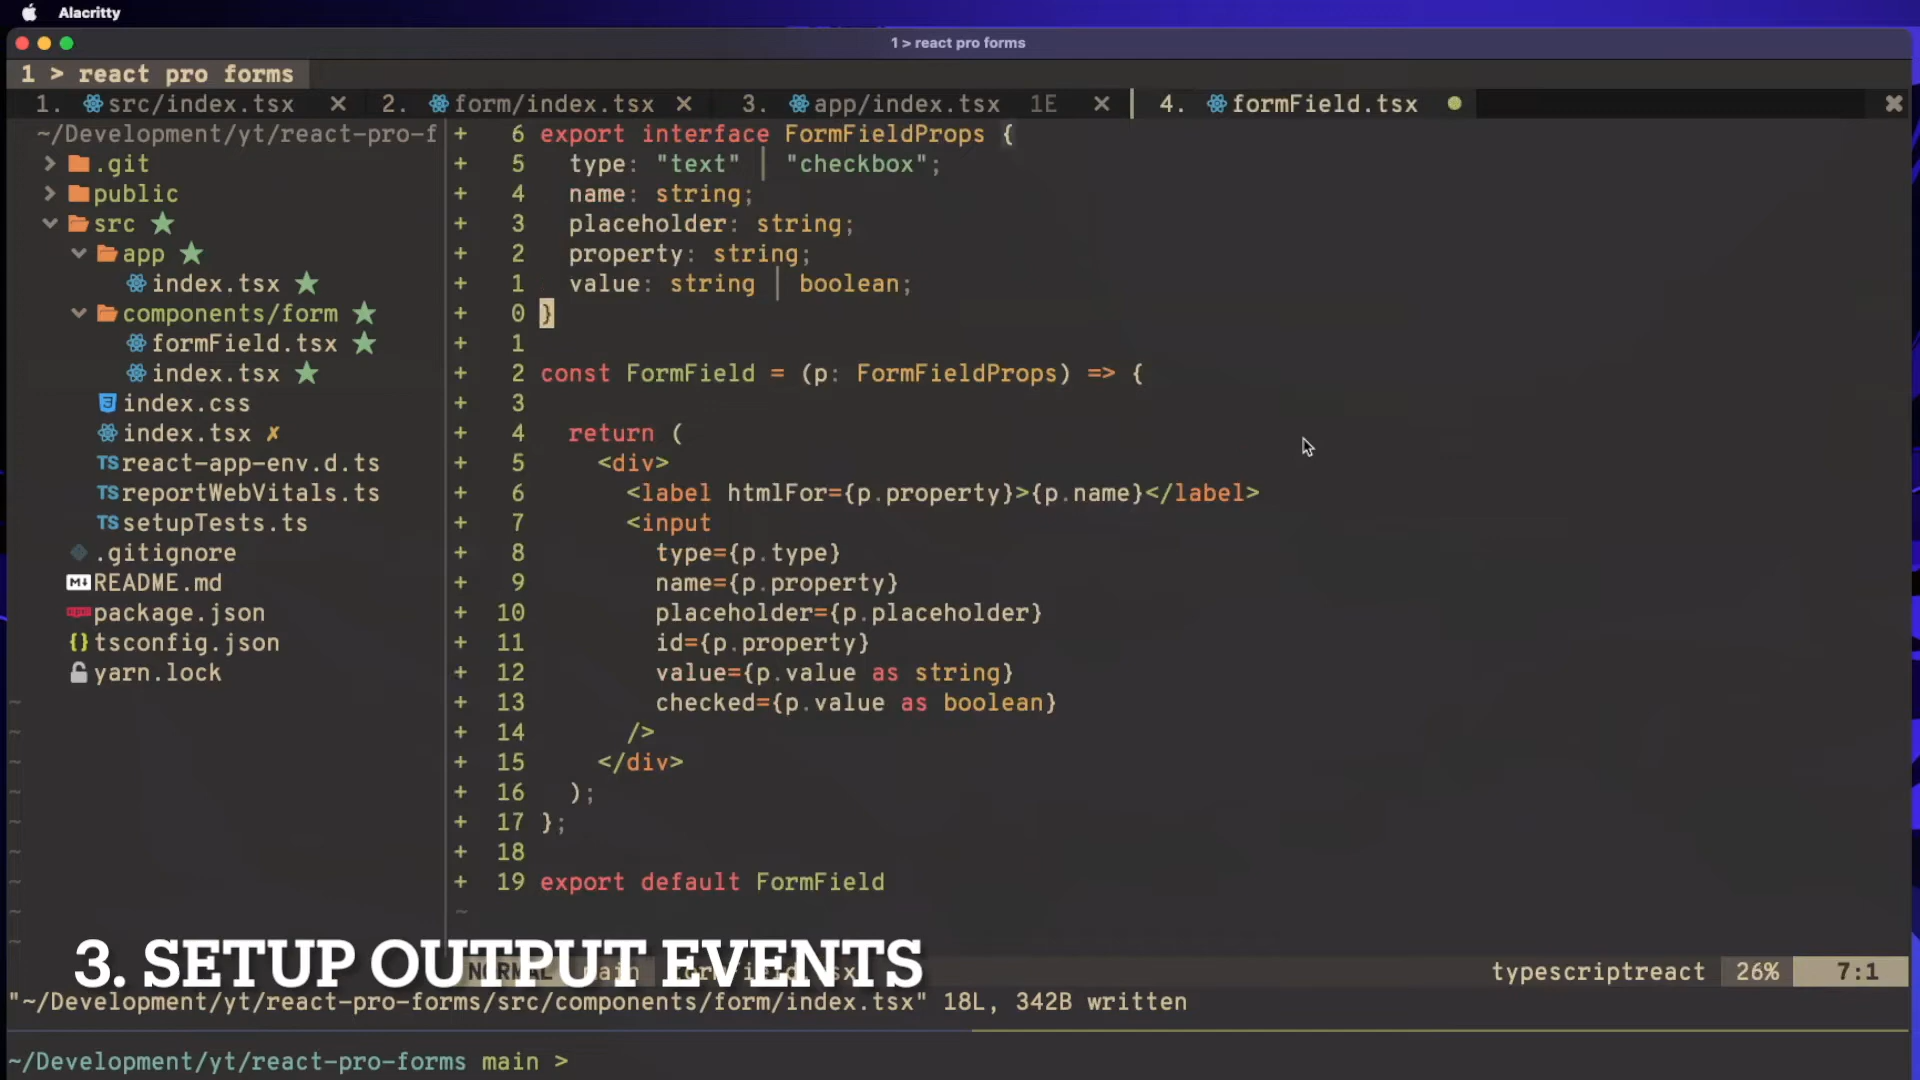 Alacritty
1 > react pro forms
1 > react pro forms
1. src/index.tsx × 2. form/index.tsx × 3. app/index.tsx 1E × 4. formField.tsx
~/Development/yt/react-pro-f
.git
public
src
app
index.tsx
components/form
formField.tsx
index.tsx
index.css
index.tsx ✗
TS react-app-env.d.ts
TS reportWebVitals.ts
TS setupTests.ts
.gitignore
M↓ README.md
package.json
{} tsconfig.json
yarn.lock
+ 6 export interface FormFieldProps {
+ 5   type: "text" | "checkbox";
+ 4   name: string;
+ 3   placeholder: string;
+ 2   property: string;
+ 1   value: string | boolean;
+ 0 }
+ 1
+ 2 const FormField = (p: FormFieldProps) => {
+ 3
+ 4   return (
+ 5     <div>
+ 6       <label htmlFor={p.property}>{p.name}</label>
+ 7       <input
+ 8         type={p.type}
+ 9         name={p.property}
+ 10         placeholder={p.placeholder}
+ 11         id={p.property}
+ 12         value={p.value as string}
+ 13         checked={p.value as boolean}
+ 14       />
+ 15     </div>
+ 16   );
+ 17 };
+ 18
+ 19 export default FormField
3. SETUP OUTPUT EVENTS
NORMAL main
typescriptreact 26% 7:1
"~/Development/yt/react-pro-forms/src/components/form/index.tsx" 18L, 342B written
~/Development/yt/react-pro-forms main >